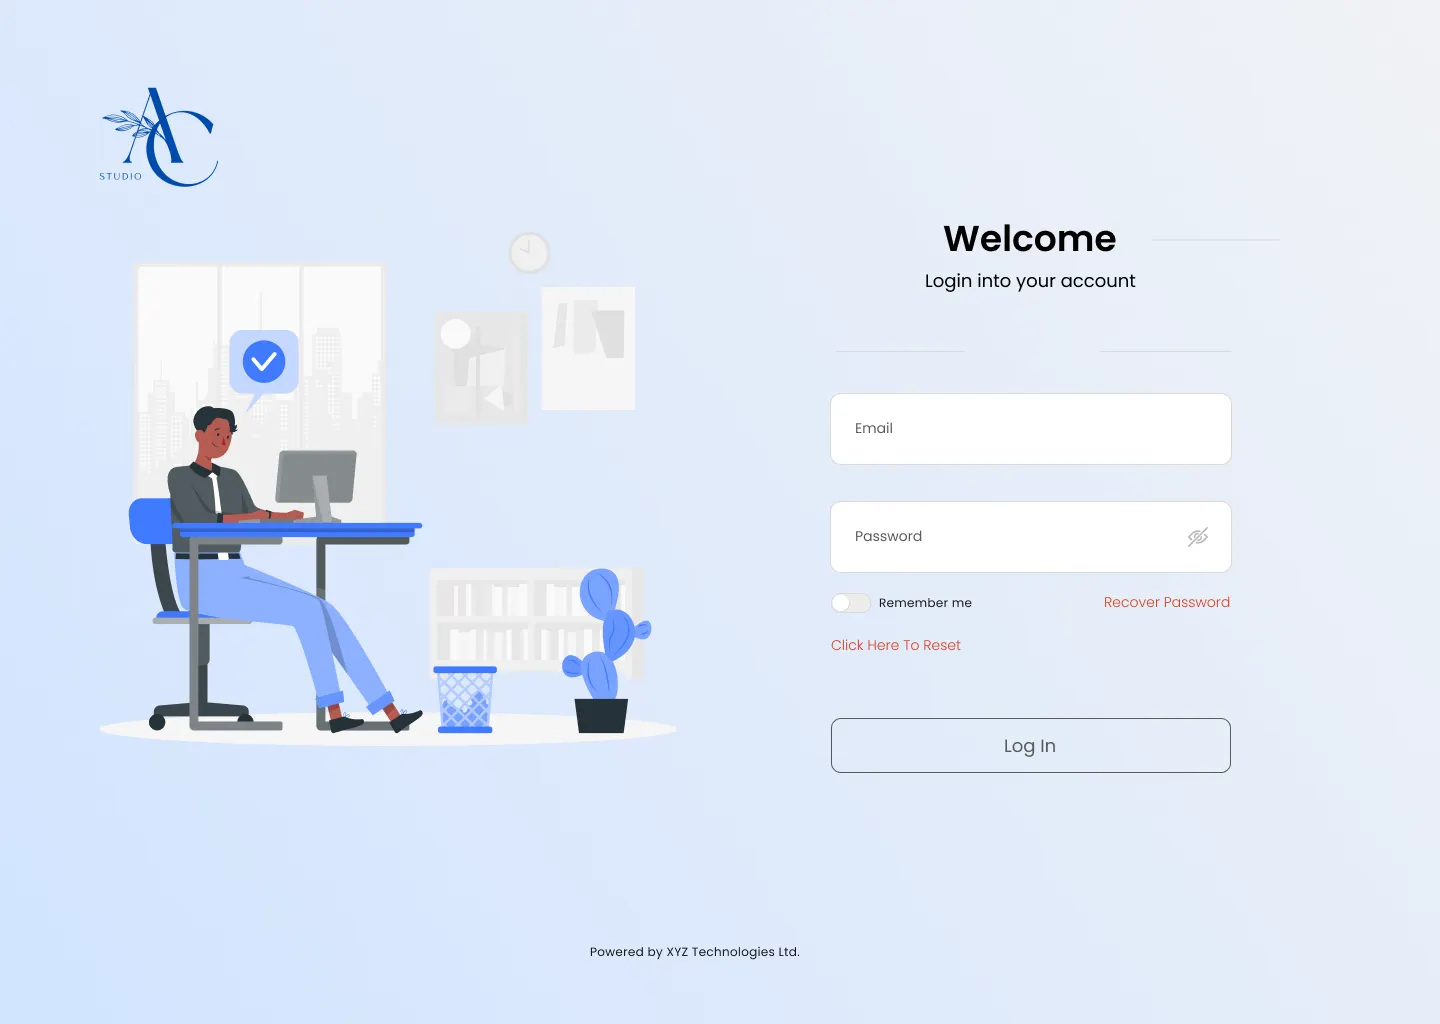 AC
STUDIO
Welcome
Login into your account
Email
Password
Remember me
Recover Password
Click Here To Reset
Log In
Powered by XYZ Technologies Ltd.